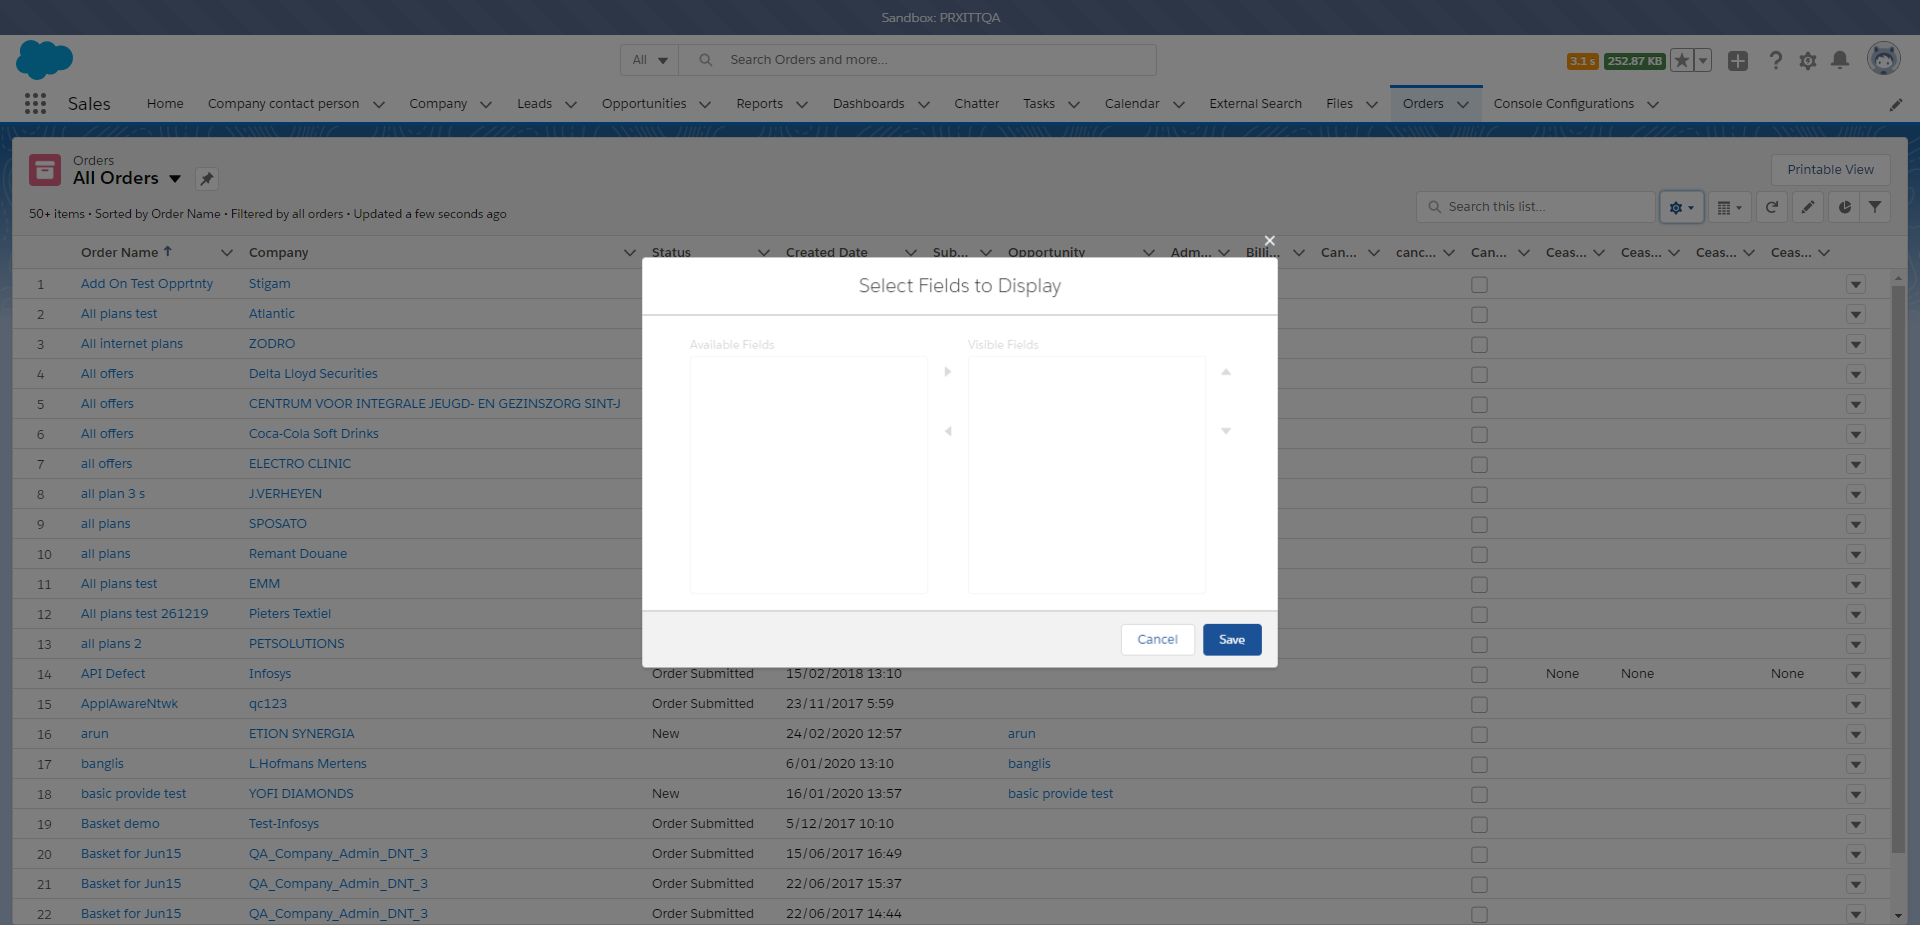 Sandbox: PRXITTQA
All Search Orders and more... 3.1 s 252.87 KB
Sales Home Company contact person Company Leads Opportunities Reports Dashboards Chatter Tasks Calendar External Search Files Orders Console Configurations
Orders
All Orders
Printable View
50+ items • Sorted by Order Name • Filtered by all orders • Updated a few seconds ago
Search this list...
Order Name Company Status Created Date Sub... Opportunity Adm... Billi... Can... canc... Can... Ceas... Ceas... Ceas... Ceas...
1 Add On Test Opprtnty Stigam
2 All plans test Atlantic
3 All internet plans ZODRO
4 All offers Delta Lloyd Securities
5 All offers CENTRUM VOOR INTEGRALE JEUGD- EN GEZINSZORG SINT-J
6 All offers Coca-Cola Soft Drinks
7 all offers ELECTRO CLINIC
8 all plan 3 s J.VERHEYEN
9 all plans SPOSATO
10 all plans Remant Douane
11 All plans test EMM
12 All plans test 261219 Pieters Textiel
13 all plans 2 PETSOLUTIONS
14 API Defect Infosys Order Submitted 15/02/2018 13:10 None None None
15 ApplAwareNtwk qc123 Order Submitted 23/11/2017 5:59
16 arun ETION SYNERGIA New 24/02/2020 12:57 arun
17 banglis L.Hofmans Mertens 6/01/2020 13:10 banglis
18 basic provide test YOFI DIAMONDS New 16/01/2020 13:57 basic provide test
19 Basket demo Test-Infosys Order Submitted 5/12/2017 10:10
20 Basket for Jun15 QA_Company_Admin_DNT_3 Order Submitted 15/06/2017 16:49
21 Basket for Jun15 QA_Company_Admin_DNT_3 Order Submitted 22/06/2017 15:37
22 Basket for Jun15 QA_Company_Admin_DNT_3 Order Submitted 22/06/2017 14:44
Select Fields to Display
Available Fields Visible Fields
Cancel Save